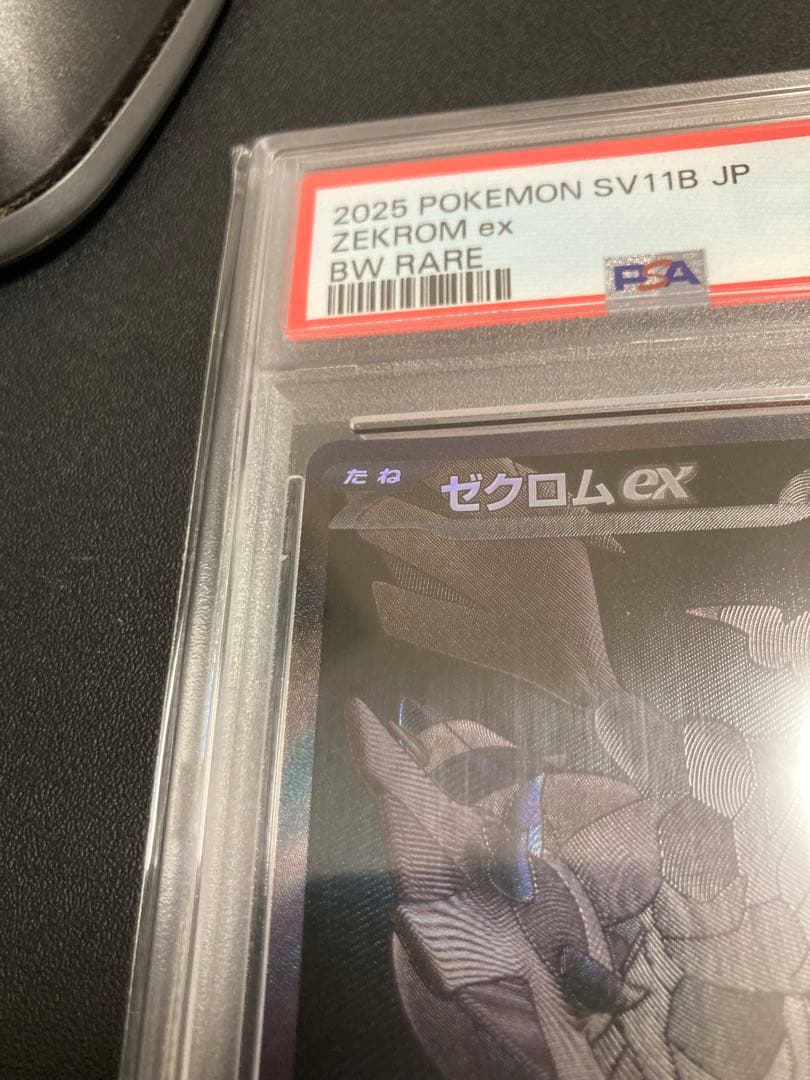 2025 POKEMON SV11B JP
ZEKROM ex
BW RARE
PSA
たね
ゼクロムex